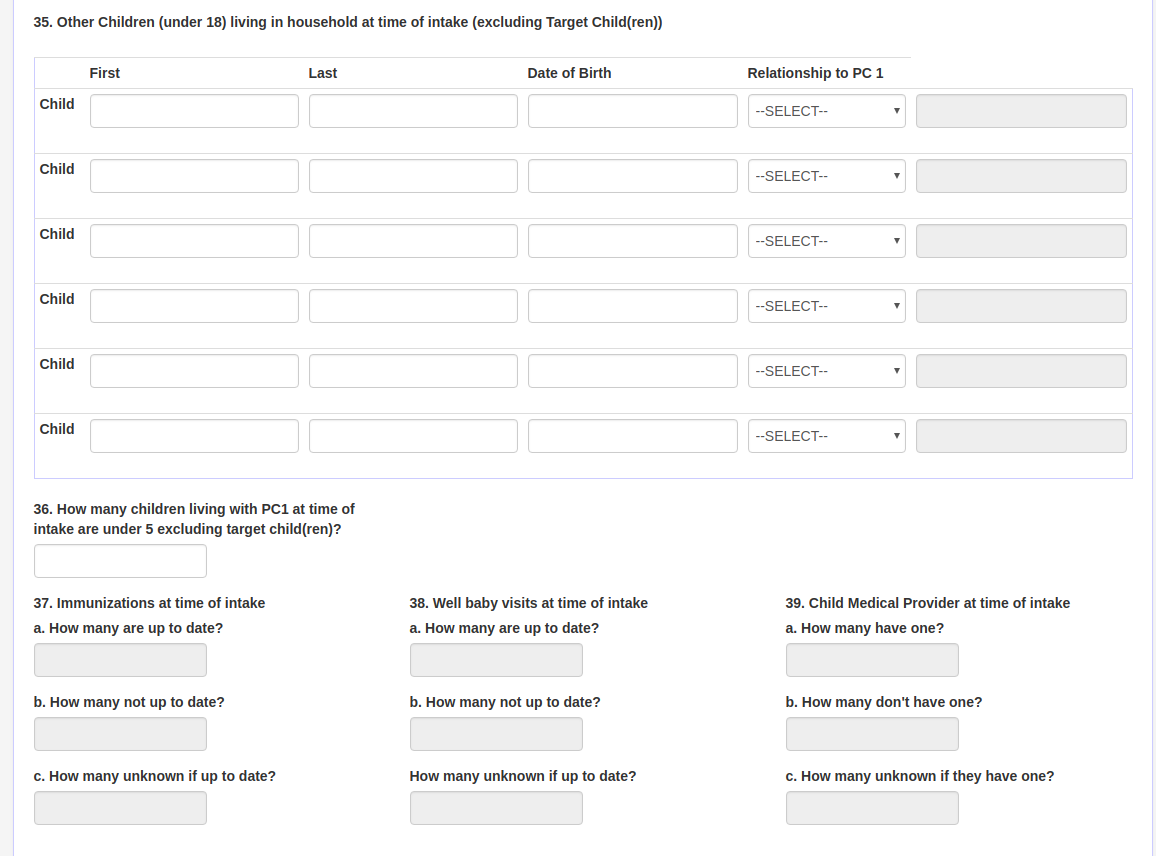 35. Other Children (under 18) living in household at time of intake (excluding Target Child(ren))
First Last Date of Birth Relationship to PC 1
Child --SELECT--
Child --SELECT--
Child --SELECT--
Child --SELECT--
Child --SELECT--
Child --SELECT--
36. How many children living with PC1 at time of
intake are under 5 excluding target child(ren)?
37. Immunizations at time of intake 38. Well baby visits at time of intake 39. Child Medical Provider at time of intake
a. How many are up to date? a. How many are up to date? a. How many have one?
b. How many not up to date? b. How many not up to date? b. How many don't have one?
c. How many unknown if up to date? How many unknown if up to date? c. How many unknown if they have one?